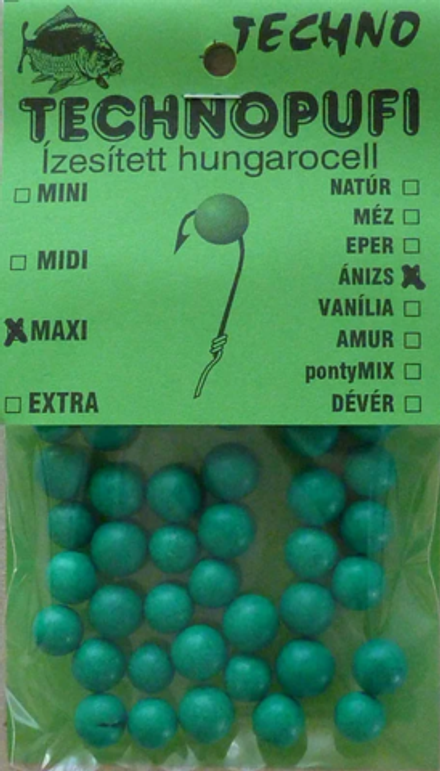 TECHNO
TECHNOPUFI
Ízesített hungarocell
MINI
MIDI
MAXI
EXTRA
NATÚR
MÉZ
EPER
ÁNIZS
VANÍLIA
AMUR
pontyMIX
DÉVÉR